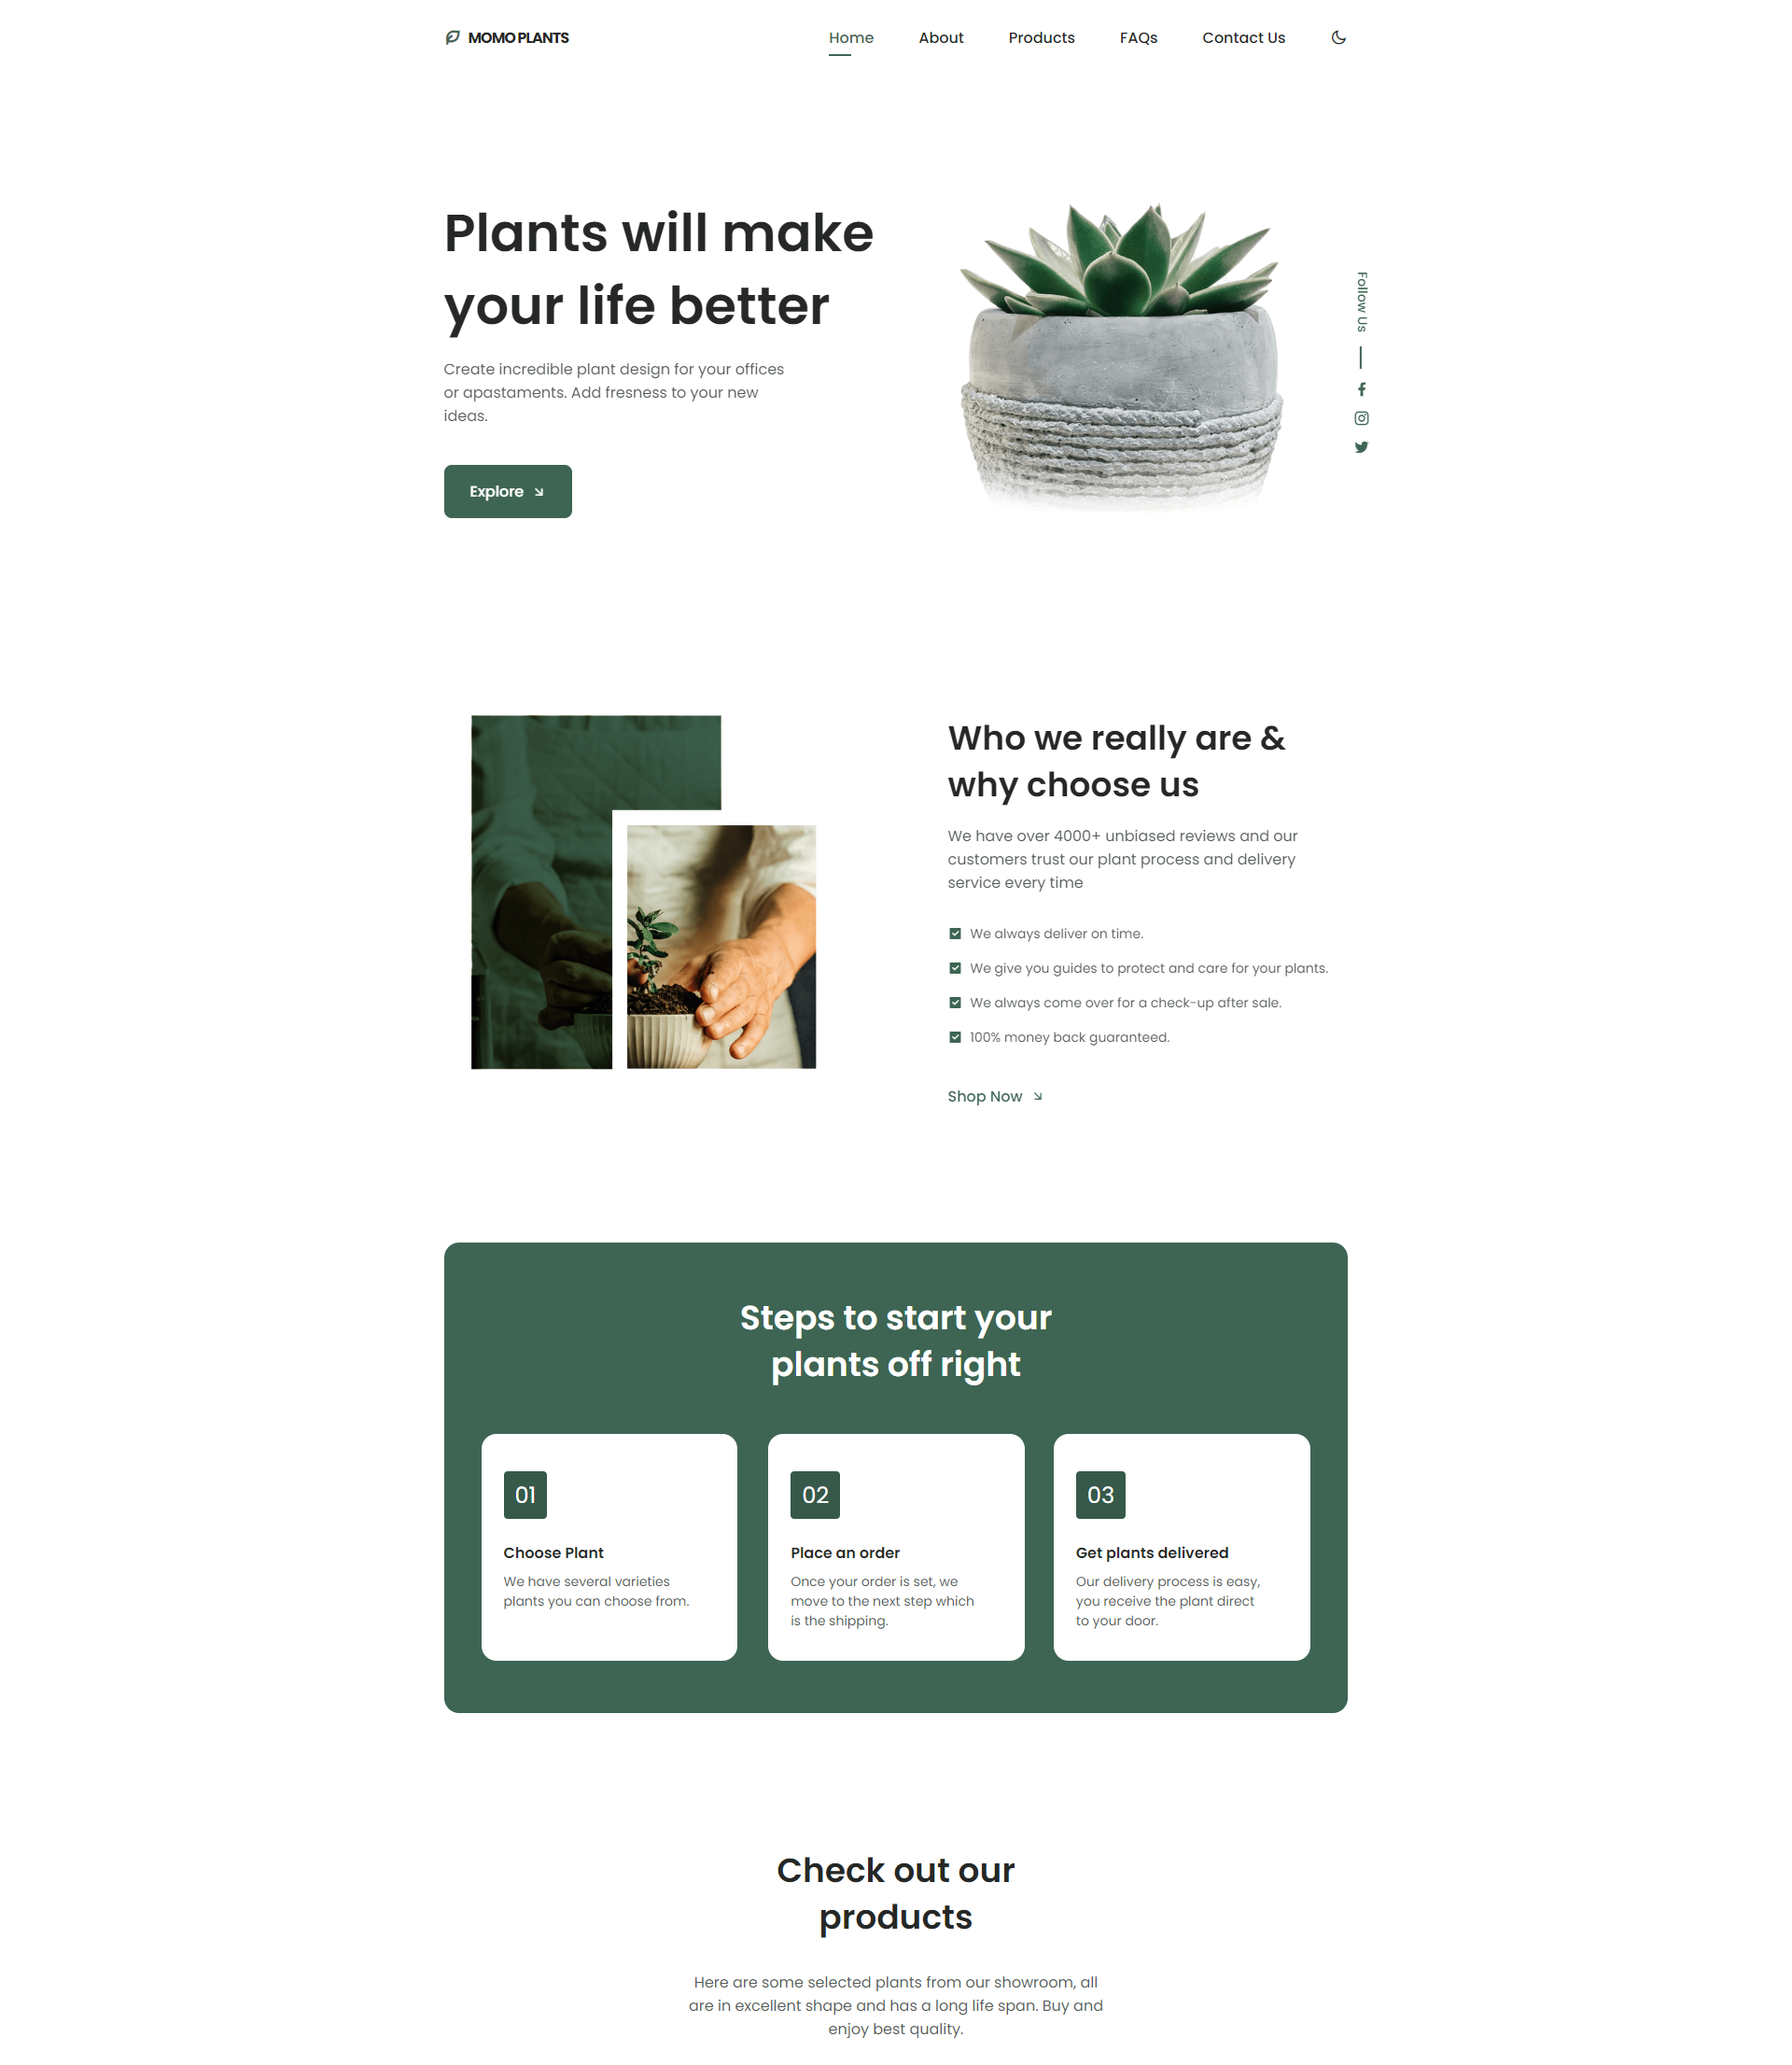 MOMO PLANTS
Home
About
Products
FAQs
Contact Us
Plants will make
your life better
Create incredible plant design for your offices
or apastaments. Add fresness to your new
ideas.
Explore
Follow Us
Who we really are &
why choose us
We have over 4000+ unbiased reviews and our
customers trust our plant process and delivery
service every time
We always deliver on time.
We give you guides to protect and care for your plants.
We always come over for a check-up after sale.
100% money back guaranteed.
Shop Now
Steps to start your
plants off right
01
Choose Plant
We have several varieties
plants you can choose from.
02
Place an order
Once your order is set, we
move to the next step which
is the shipping.
03
Get plants delivered
Our delivery process is easy,
you receive the plant direct
to your door.
Check out our
products
Here are some selected plants from our showroom, all
are in excellent shape and has a long life span. Buy and
enjoy best quality.